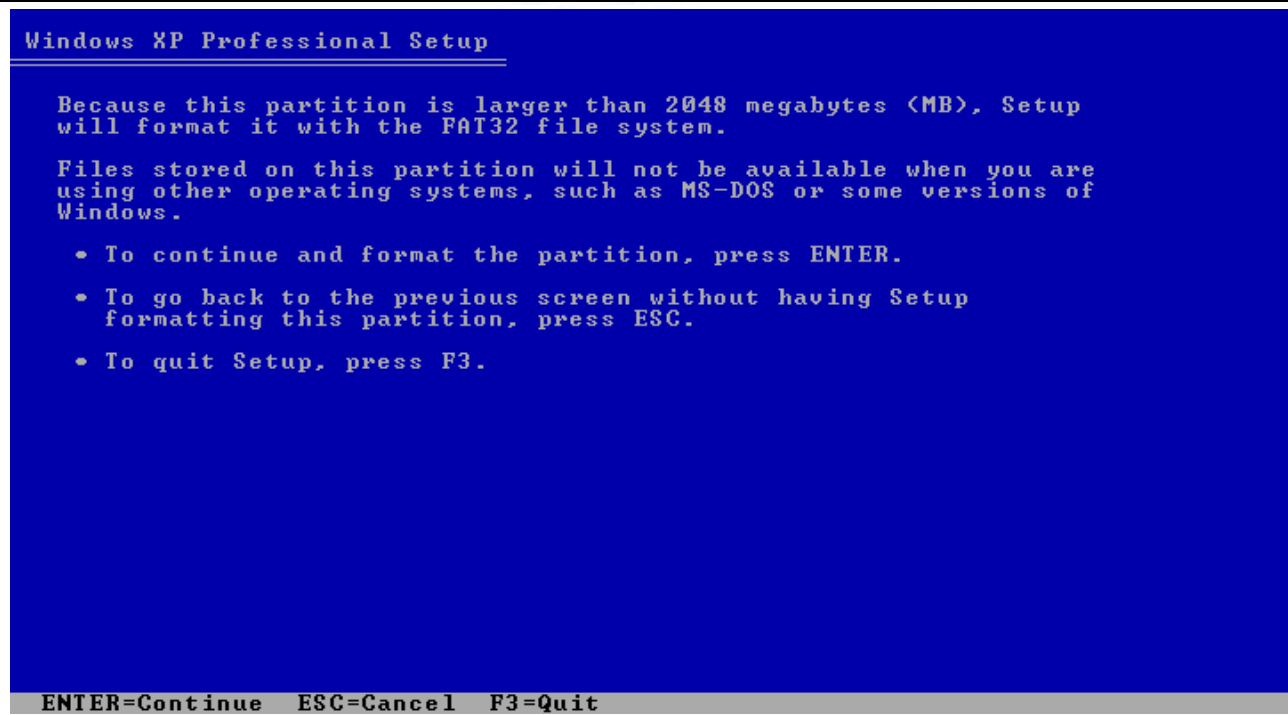 Windows XP Professional Setup
Because this partition is larger than 2048 megabytes (MB), Setup
will format it with the FAT32 file system.
Files stored on this partition will not be available when you are
using other operating systems, such as MS-DOS or some versions of
Windows.
• To continue and format the partition, press ENTER.
• To go back to the previous screen without having Setup
formatting this partition, press ESC.
• To quit Setup, press F3.
ENTER=Continue ESC=Cancel F3=Quit